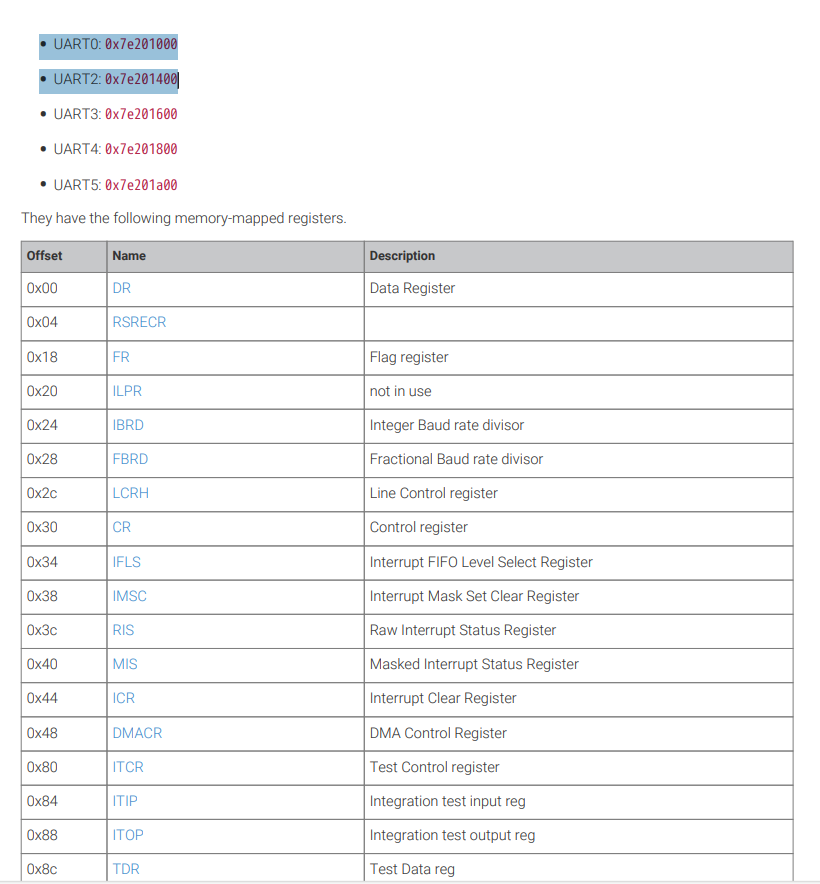 • UART0: 0x7e201000
• UART2: 0x7e201400
• UART3: 0x7e201600
• UART4: 0x7e201800
• UART5: 0x7e201a00
They have the following memory-mapped registers.
Offset Name Description
0x00 DR Data Register
0x04 RSRECR
0x18 FR Flag register
0x20 ILPR not in use
0x24 IBRD Integer Baud rate divisor
0x28 FBRD Fractional Baud rate divisor
0x2c LCRH Line Control register
0x30 CR Control register
0x34 IFLS Interrupt FIFO Level Select Register
0x38 IMSC Interrupt Mask Set Clear Register
0x3c RIS Raw Interrupt Status Register
0x40 MIS Masked Interrupt Status Register
0x44 ICR Interrupt Clear Register
0x48 DMACR DMA Control Register
0x80 ITCR Test Control register
0x84 ITIP Integration test input reg
0x88 ITOP Integration test output reg
0x8c TDR Test Data reg